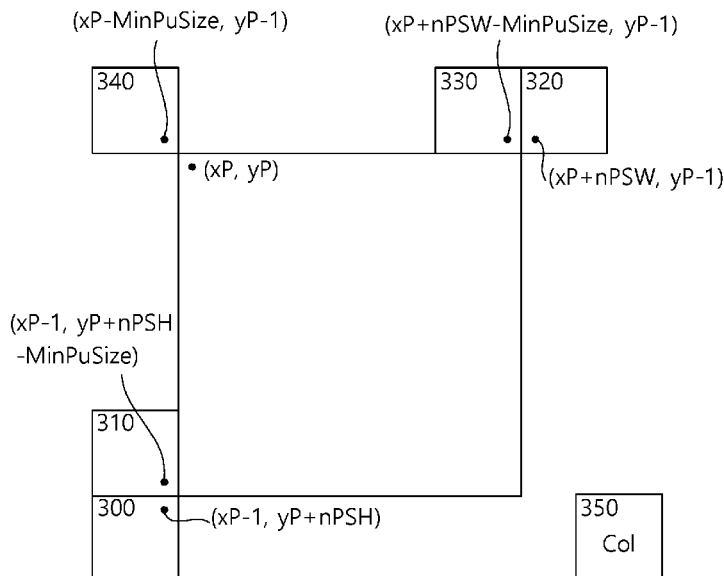 (xP-MinPuSize, yP-1)
(xP+nPSW-MinPuSize, yP-1)
340
330
320
(xP, yP)
(xP+nPSW, yP-1)
(xP-1, yP+nPSH
-MinPuSize)
310
300
(xP-1, yP+nPSH)
350
Col